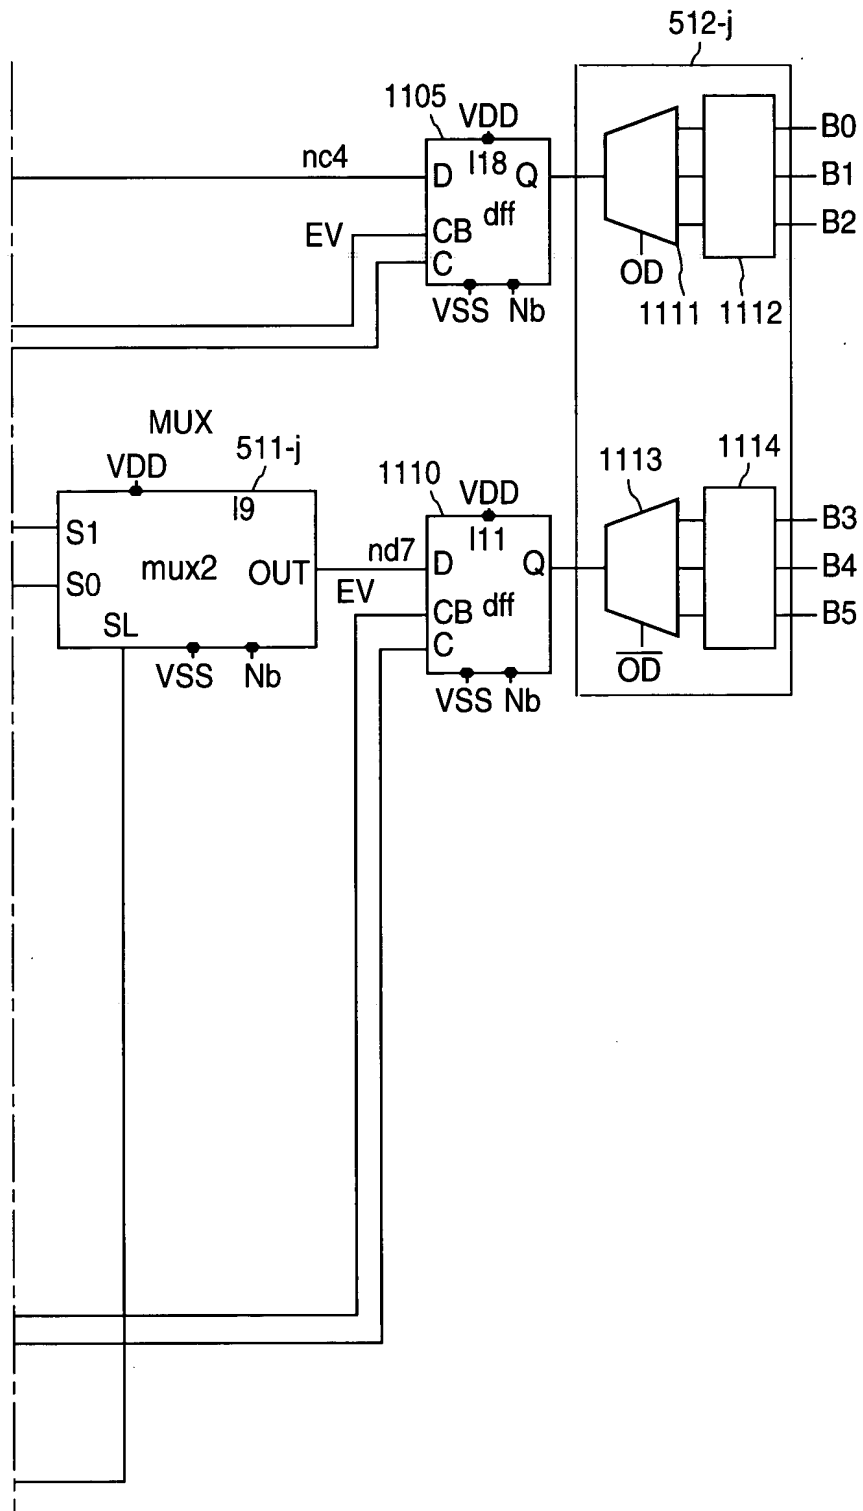 512-j
1105
VDD
nc4
D
I18
Q
dff
EV
CB
C
VSS
Nb
OD
1111
1112
B0
B1
B2
MUX
511-j
VDD
I9
S1
S0
mux2
OUT
SL
VSS
Nb
1110
VDD
nd7
D
I11
Q
dff
EV
CB
C
VSS
Nb
1113
1114
OD
B3
B4
B5